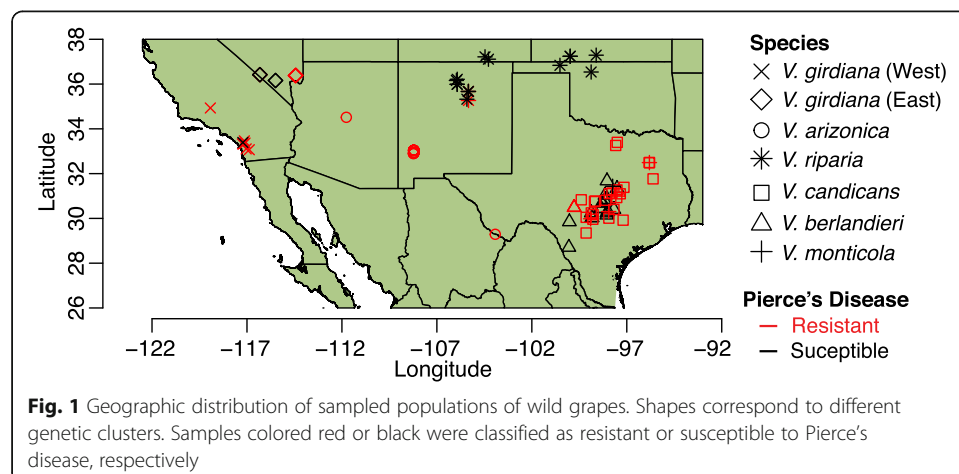 Species
V. girdiana (West)
V. girdiana (East)
V. arizonica
V. riparia
V. candicans
V. berlandieri
V. monticola
Pierce's Disease
Resistant
Suceptible
Latitude
38
36
34
32
30
28
26
−122 −117 −112 −107 −102 −97 −92
Longitude
Fig. 1 Geographic distribution of sampled populations of wild grapes. Shapes correspond to different
genetic clusters. Samples colored red or black were classified as resistant or susceptible to Pierce's
disease, respectively